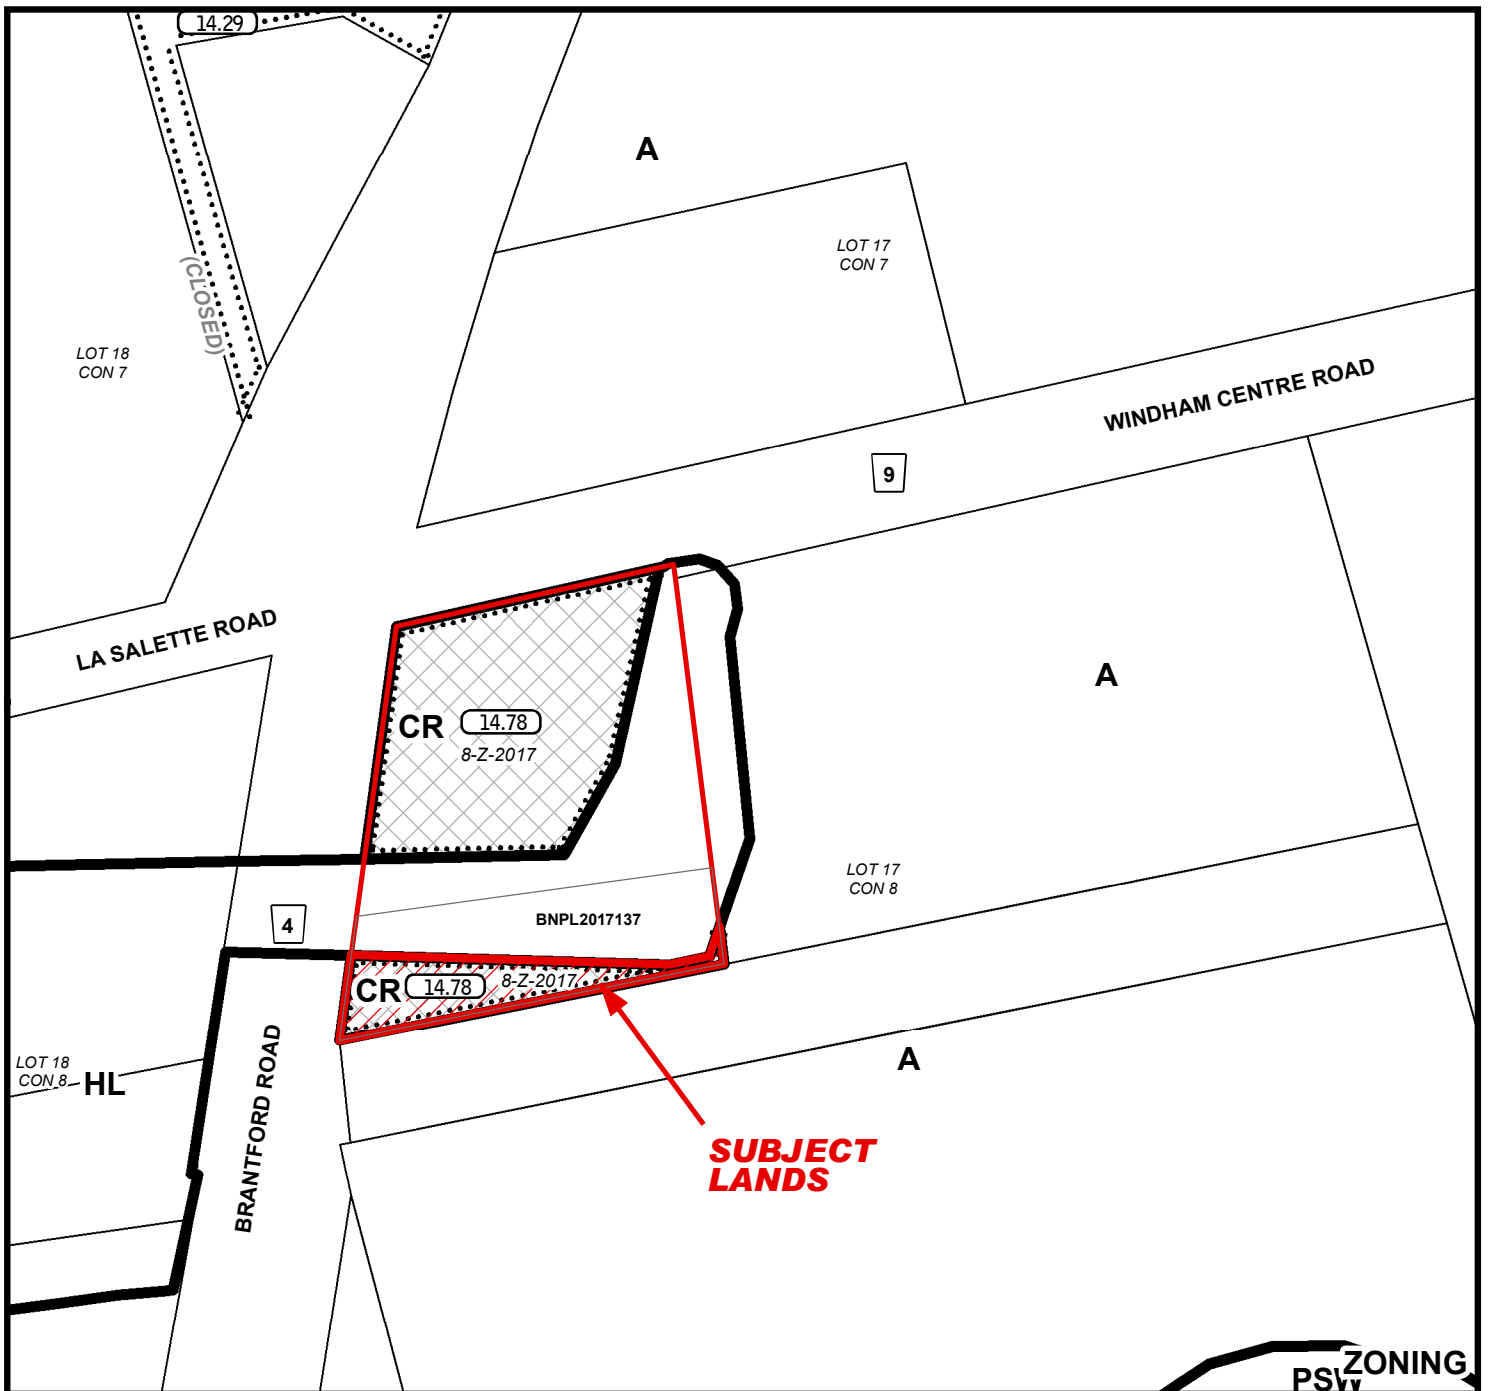 14.29
A
LOT 17
CON 7
(CLOSED)
LOT 18
CON 7
WINDHAM CENTRE ROAD
9
LA SALETTE ROAD
A
CR 14.78
8-Z-2017
LOT 17
CON 8
4
BNPL2017137
CR 14.78 8-Z-2017
BRANTFORD ROAD
LOT 18
CON 8
HL
A
SUBJECT
LANDS
ZONING
PSW